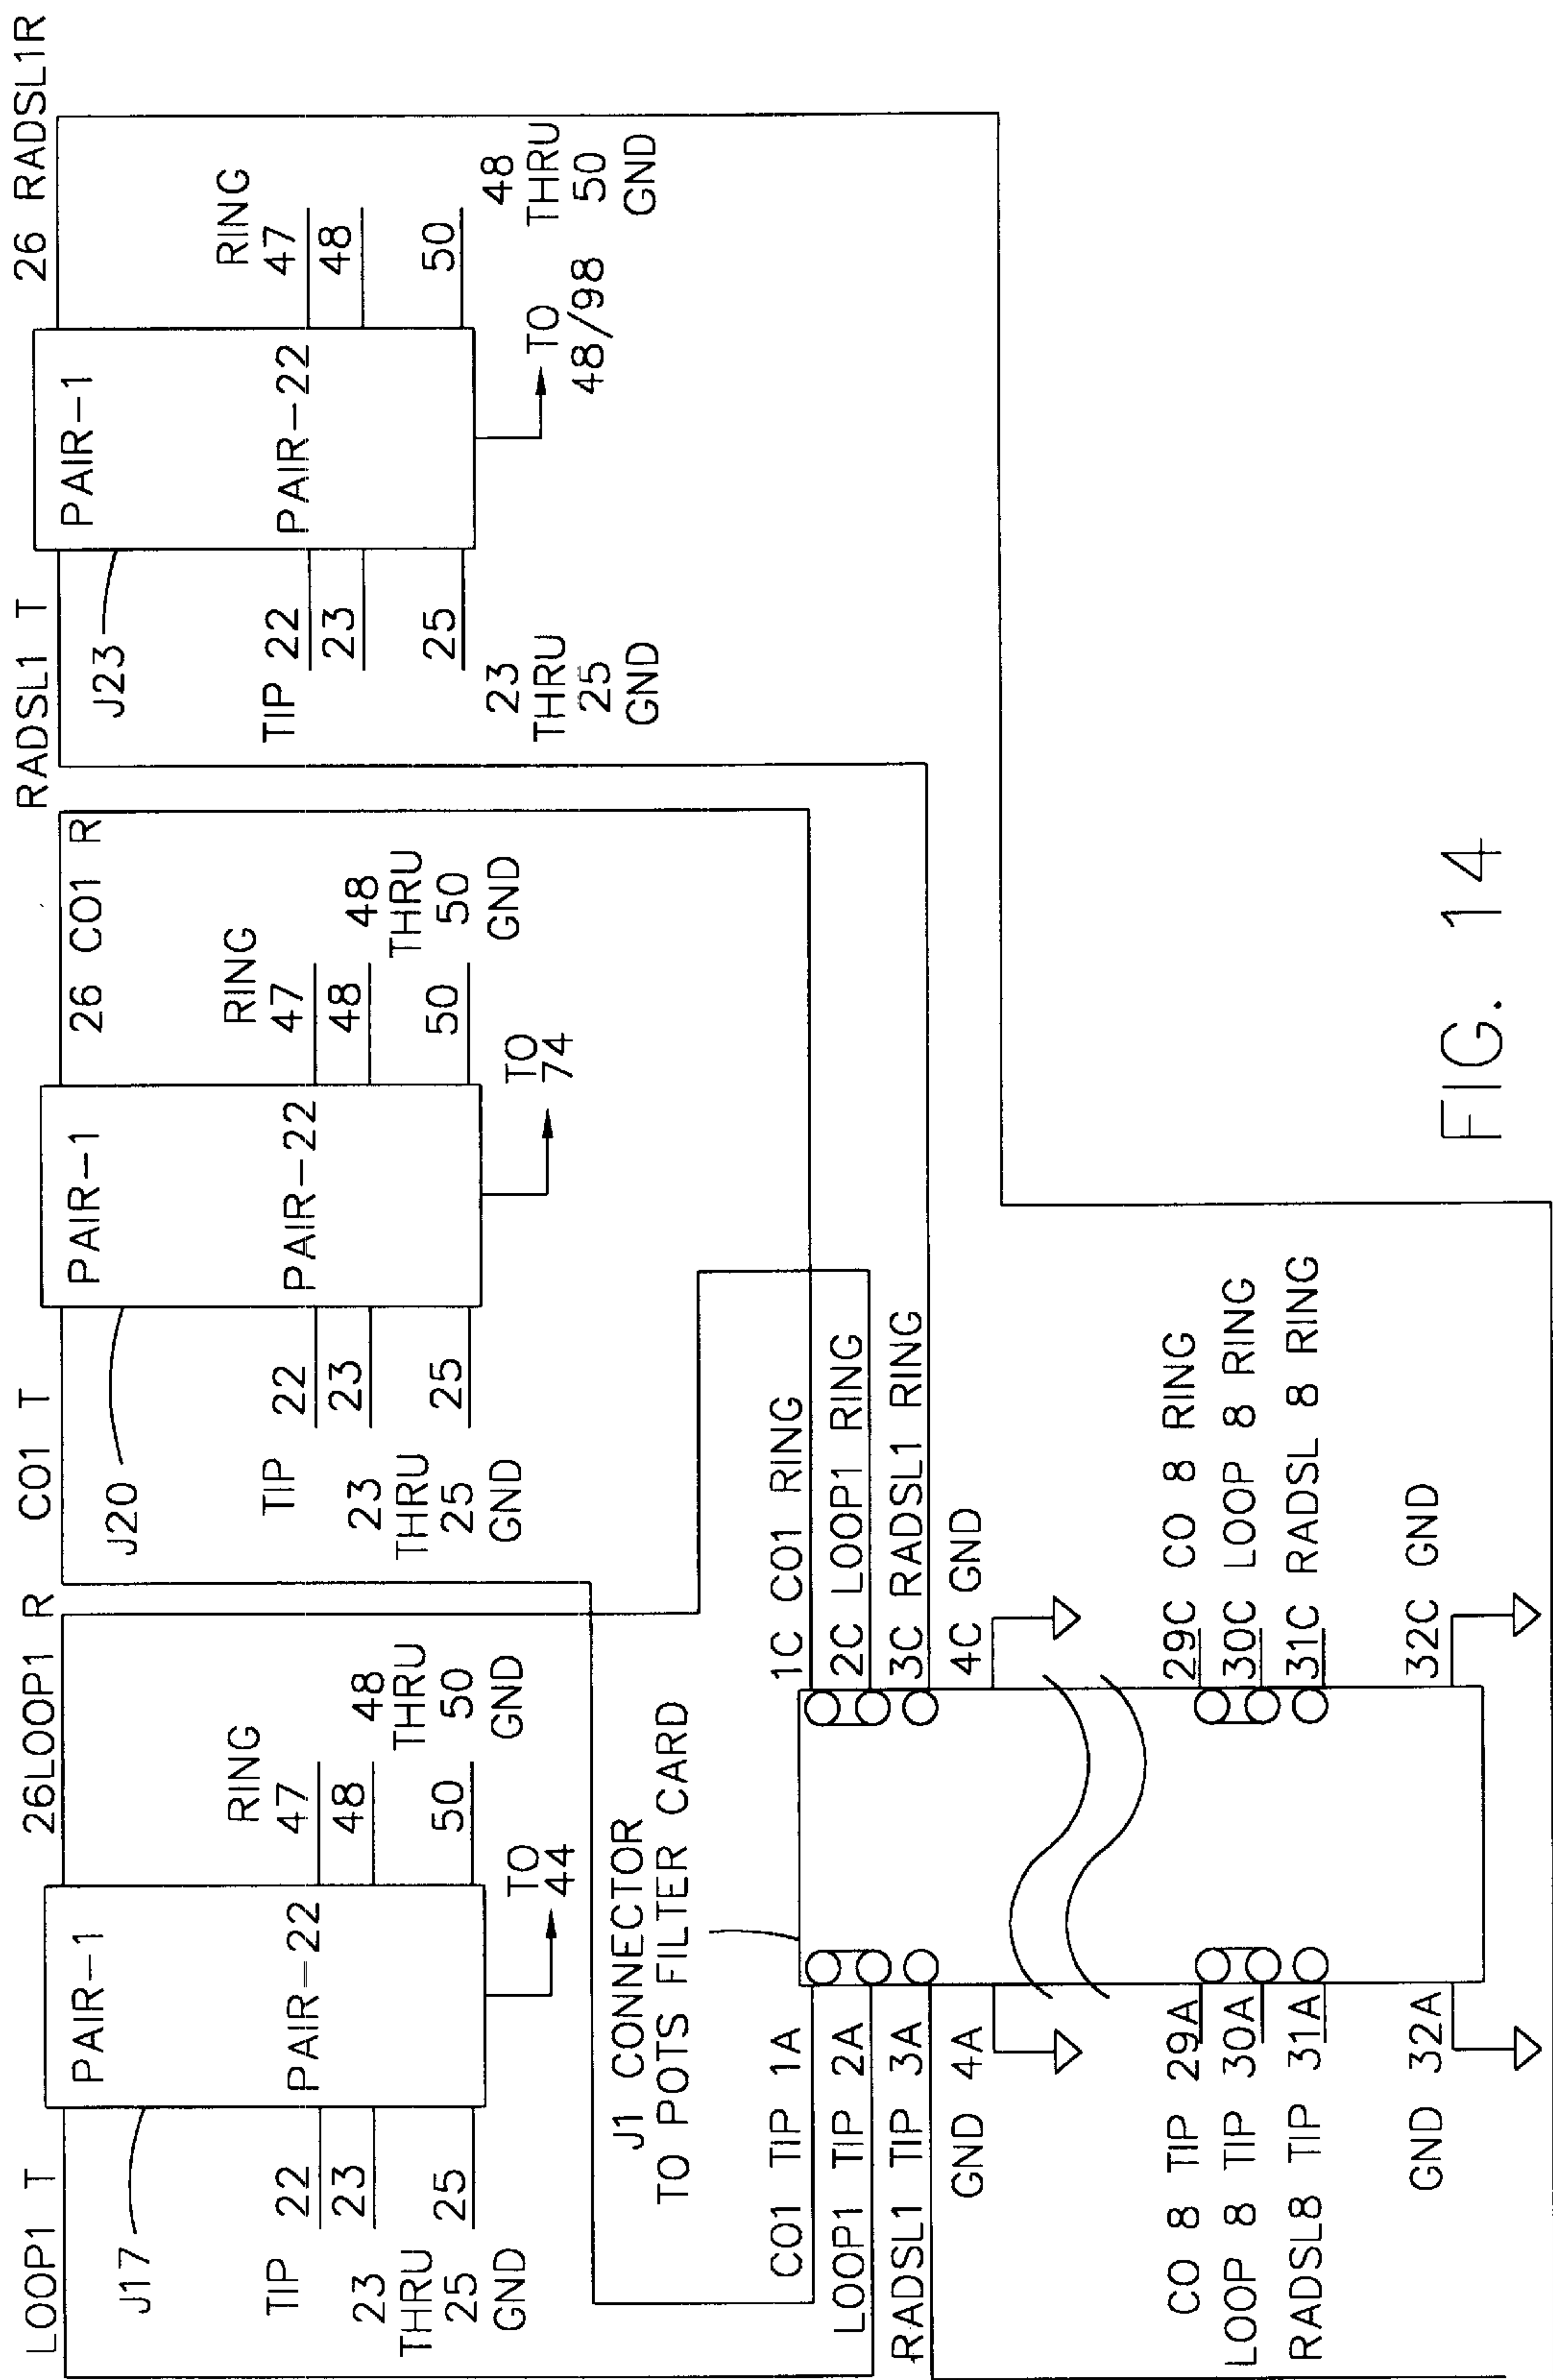 LOOP1 T
26LOOP1 R
J17
PAIR-1
PAIR-22
TIP 22
23
25
23
THRU
25
GND
RING
47
48
50
48
THRU
50
GND
TO
44
CO1 T
26 CO1 R
J20
PAIR-1
PAIR-22
TIP 22
23
25
23
THRU
25
GND
RING
47
48
50
48
THRU
50
GND
TO
74
RADSL1 T
26 RADSL1R
J23
PAIR-1
PAIR-22
TIP 22
23
25
23
THRU
25
GND
RING
47
48
50
48
THRU
50
GND
TO
48/98
J1 CONNECTOR
TO POTS FILTER CARD
CO1 TIP 1A
LOOP1 TIP 2A
RADSL1 TIP 3A
GND 4A
CO 8 TIP 29A
LOOP 8 TIP 30A
RADSL8 TIP 31A
GND 32A
1C CO1 RING
2C LOOP1 RING
3C RADSL1 RING
4C GND
29C CO 8 RING
30C LOOP 8 RING
31C RADSL 8 RING
32C GND
FIG. 14